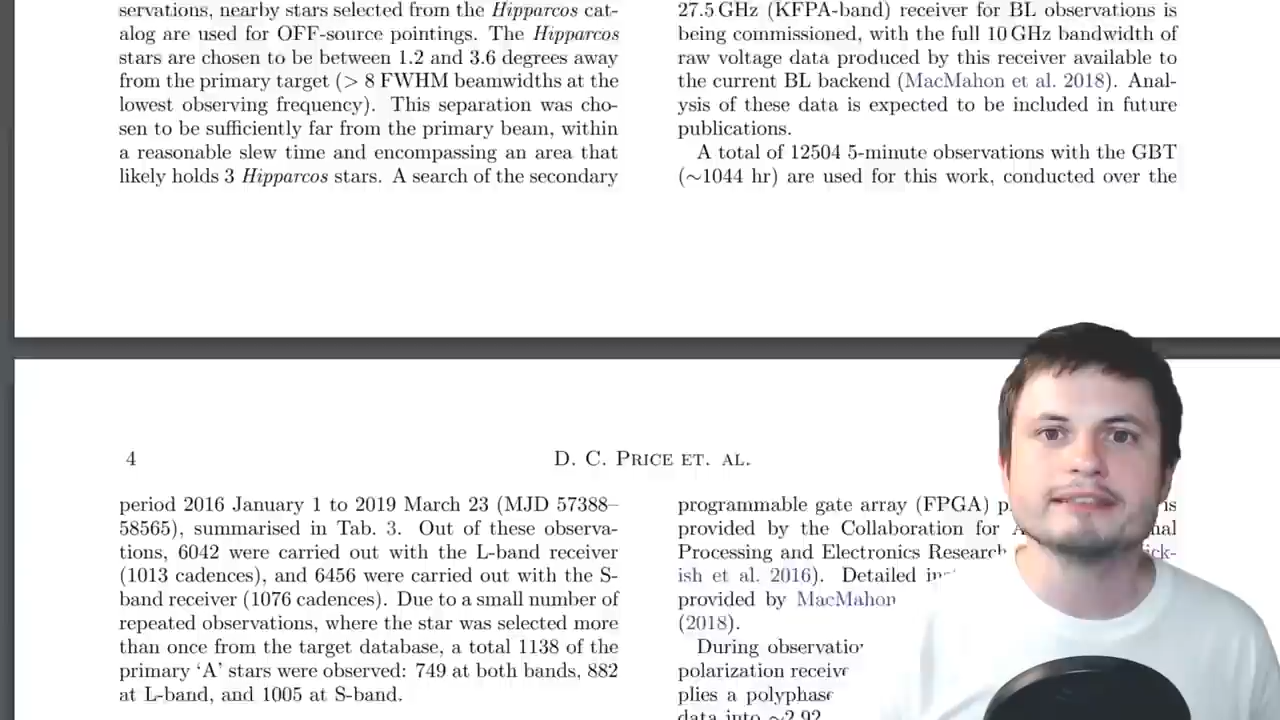 servations, nearby stars selected from the Hipparcos cat-
alog are used for OFF-source pointings. The Hipparcos
stars are chosen to be between 1.2 and 3.6 degrees away
from the primary target (> 8 FWHM beamwidths at the
lowest observing frequency). This separation was cho-
sen to be sufficiently far from the primary beam, within
a reasonable slew time and encompassing an area that
likely holds 3 Hipparcos stars. A search of the secondary
27.5 GHz (KFPA-band) receiver for BL observations is
being commissioned, with the full 10 GHz bandwidth of
raw voltage data produced by this receiver available to
the current BL backend (MacMahon et al. 2018). Anal-
ysis of these data is expected to be included in future
publications.
A total of 12504 5-minute observations with the GBT
(∼1044 hr) are used for this work, conducted over the
4
D. C. Price et. al.
period 2016 January 1 to 2019 March 23 (MJD 57388–
58565), summarised in Tab. 3. Out of these observa-
tions, 6042 were carried out with the L-band receiver
(1013 cadences), and 6456 were carried out with the S-
band receiver (1076 cadences). Due to a small number of
repeated observations, where the star was selected more
than once from the target database, a total 1138 of the
primary ‘A’ stars were observed: 749 at both bands, 882
at L-band, and 1005 at S-band.
programmable gate array (FPGA)
provided by the Collaboration for
Processing and Electronics Research
ish et al. 2016). Detailed
provided by MacMahon
(2018).
During
polarization
plies a polyphase
data into ∼2.92